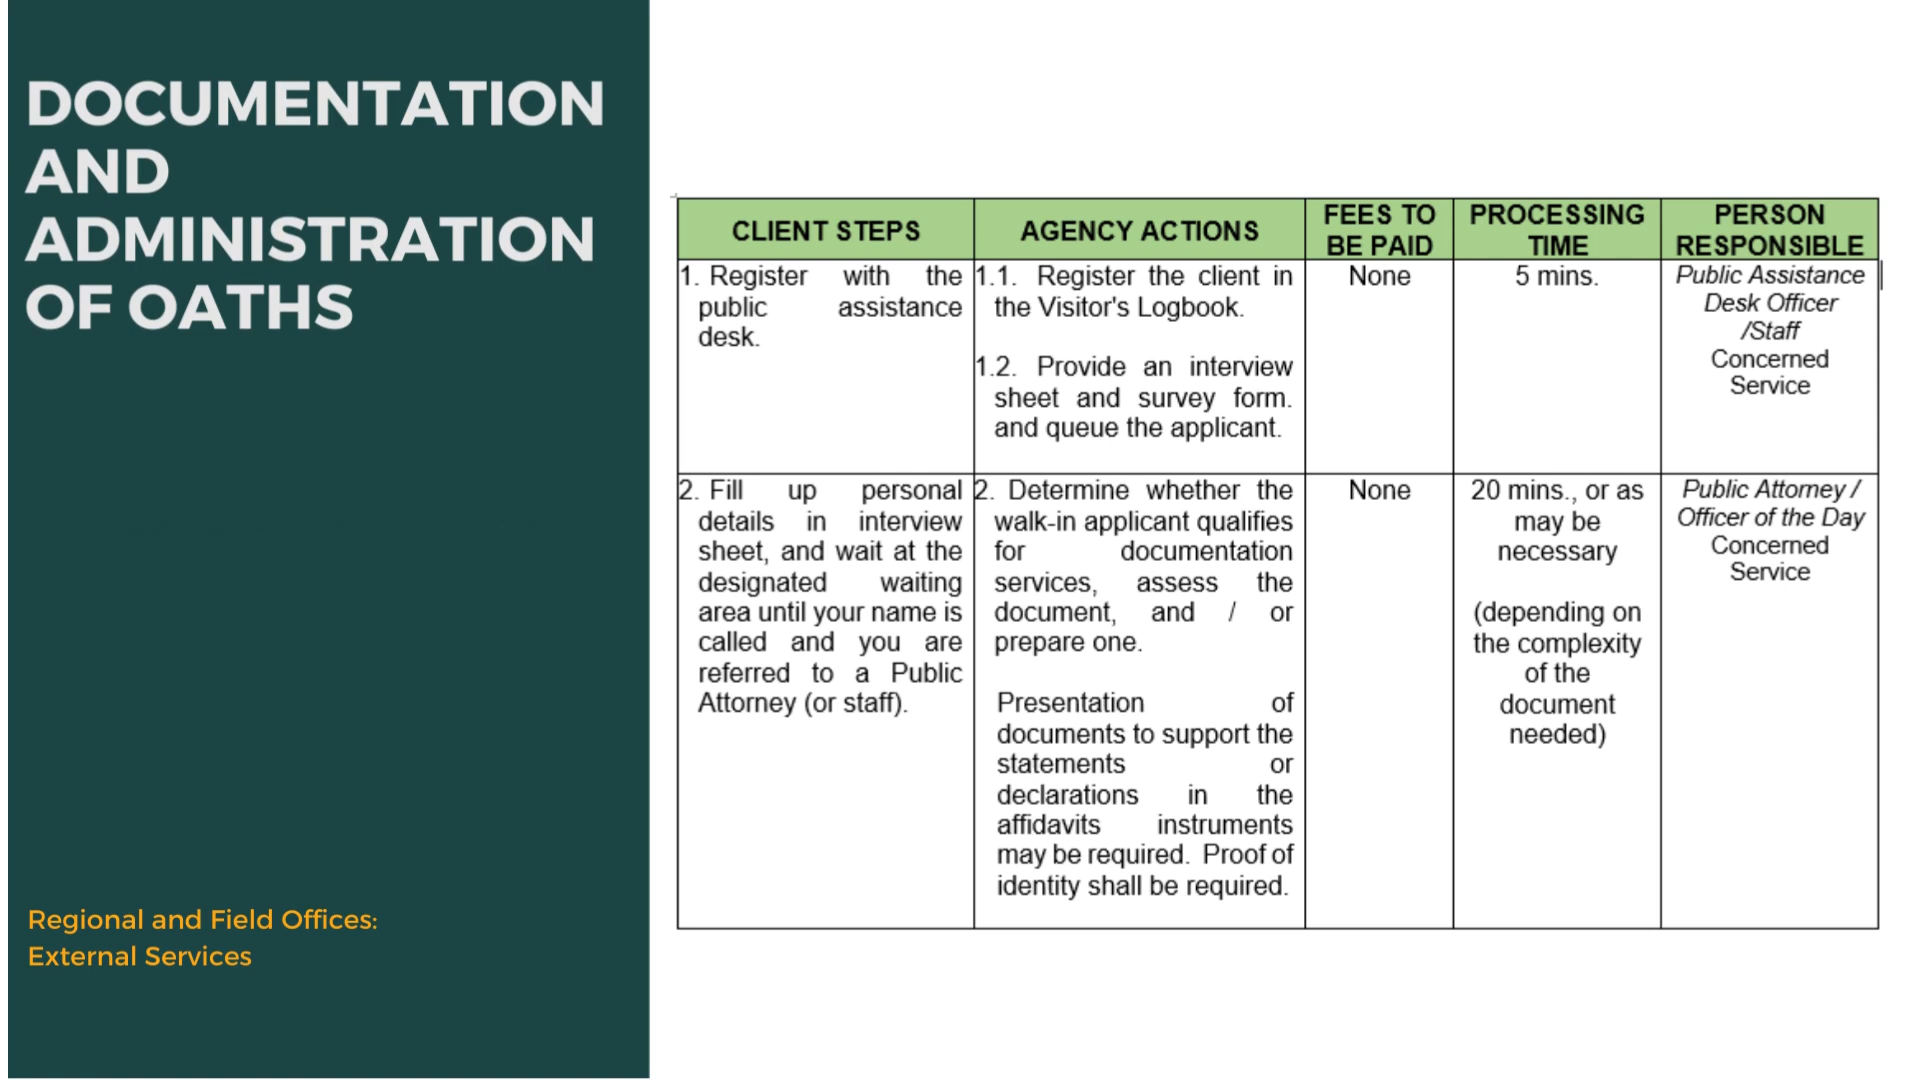 DOCUMENTATION
AND
ADMINISTRATION
OF OATHS
Regional and Field Offices:
External Services
CLIENT STEPS
AGENCY ACTIONS
FEES TO
BE PAID
PROCESSING
TIME
PERSON
RESPONSIBLE
1. Register with the
public assistance
desk.
1.1. Register the client in
the Visitor's Logbook.
1.2. Provide an interview
sheet and survey form.
and queue the applicant.
None
5 mins.
Public Assistance
Desk Officer
/Staff
Concerned
Service
2. Fill up personal
details in interview
sheet, and wait at the
designated waiting
area until your name is
called and you are
referred to a Public
Attorney (or staff).
2. Determine whether the
walk-in applicant qualifies
for documentation
services, assess the
document, and / or
prepare one.
Presentation of
documents to support the
statements or
declarations in the
affidavits instruments
may be required. Proof of
identity shall be required.
None
20 mins., or as
may be
necessary
(depending on
the complexity
of the
document
needed)
Public Attorney /
Officer of the Day
Concerned
Service